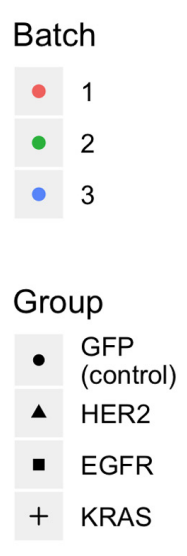 Batch
1
2
3
Group
GFP
(control)
HER2
EGFR
KRAS